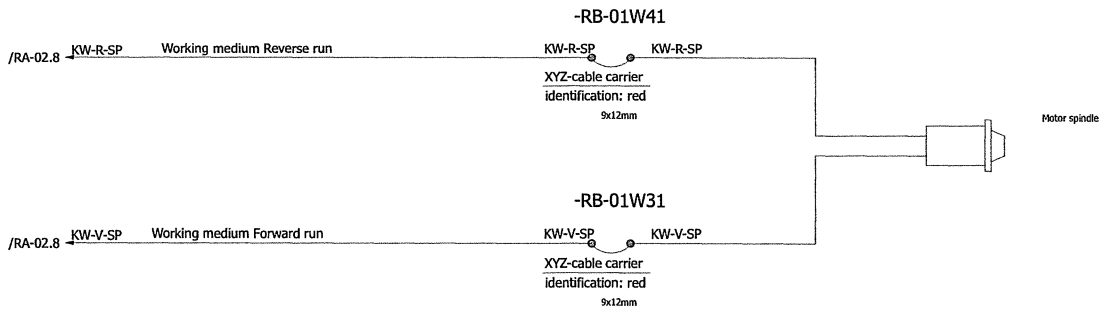 -RB-01W41
/RA-02.8 KW-R-SP Working medium Reverse run KW-R-SP KW-R-SP
XYZ-cable carrier
identification: red
9x12mm
Motor spindle
-RB-01W31
/RA-02.8 KW-V-SP Working medium Forward run KW-V-SP KW-V-SP
XYZ-cable carrier
identification: red
9x12mm